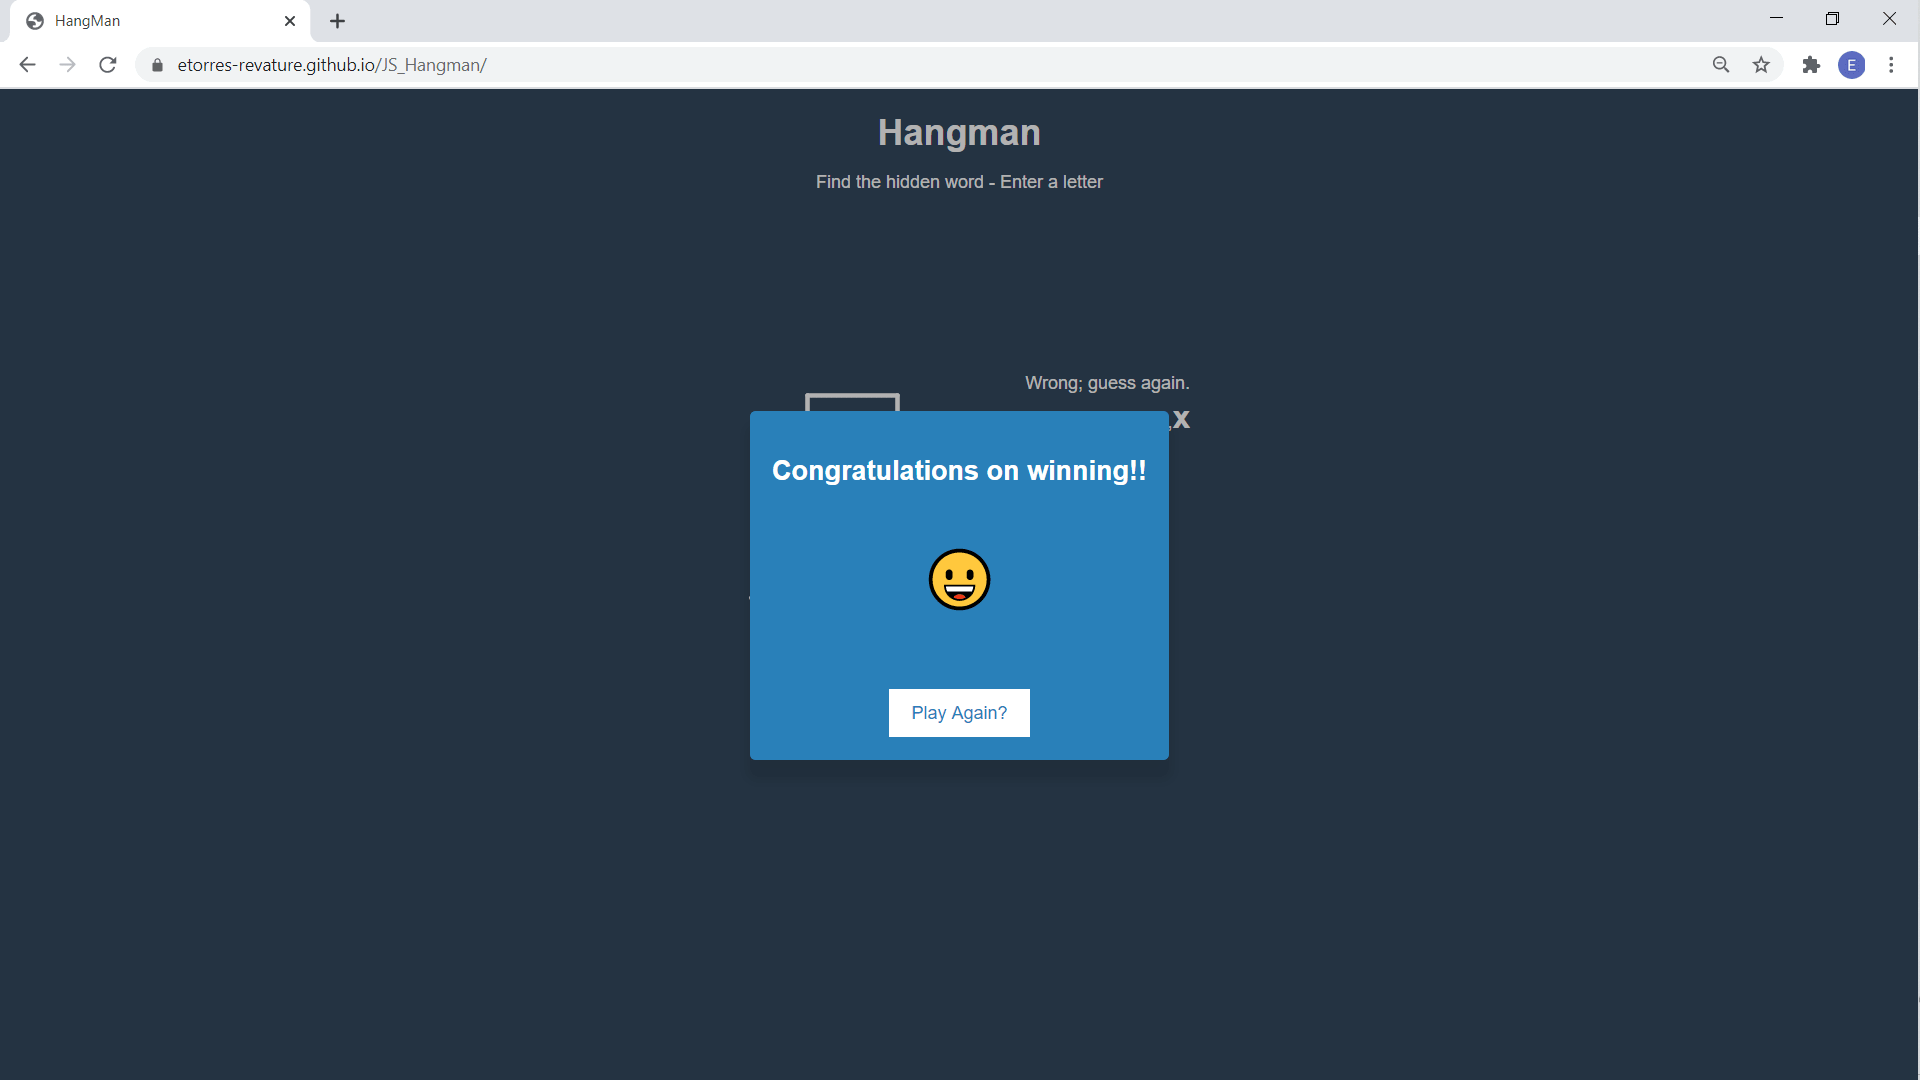 HangMan
etorres-revature.github.io/JS_Hangman/
E
Hangman
Find the hidden word - Enter a letter
Wrong; guess again.
,x
Congratulations on winning!!
Play Again?